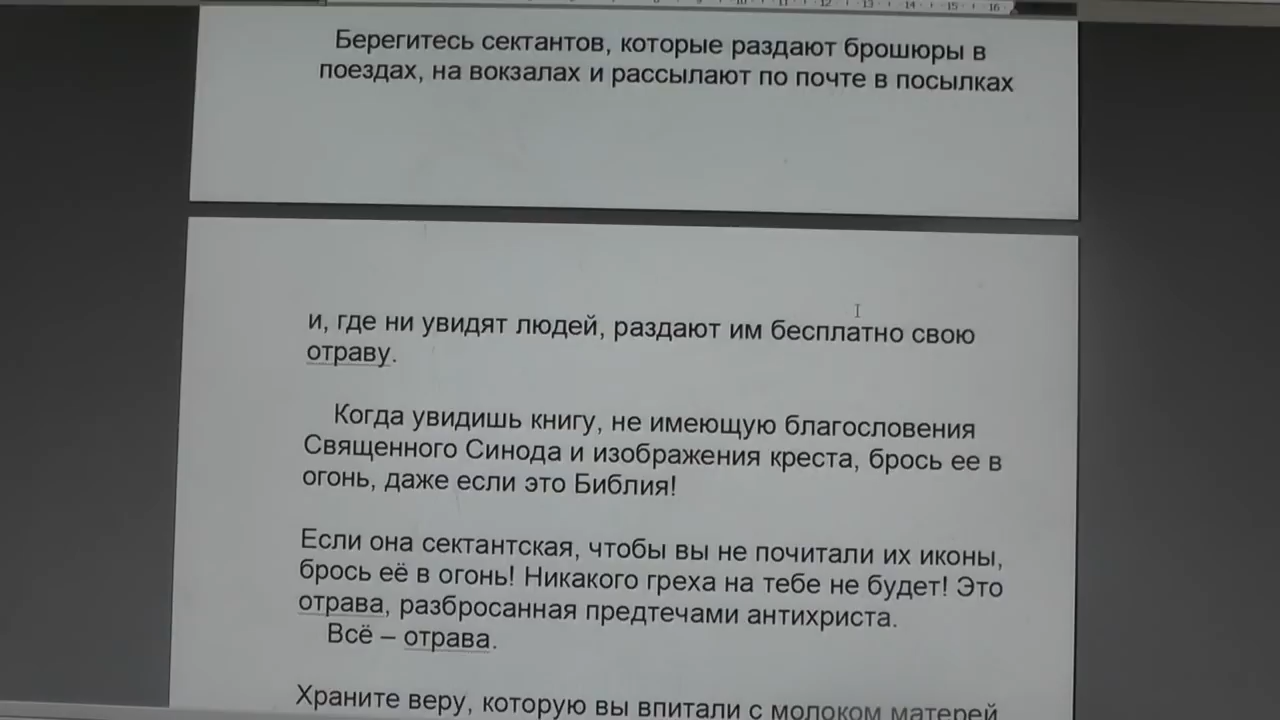 Берегитесь сектантов, которые раздают брошюры в
поездах, на вокзалах и рассылают по почте в посылках
и, где ни увидят людей, раздают им бесплатно свою
отраву.
Когда увидишь книгу, не имеющую благословения
Священного Синода и изображения креста, брось ее в
огонь, даже если это Библия!
Если она сектантская, чтобы вы не почитали их иконы,
брось её в огонь! Никакого греха на тебе не будет! Это
отрава, разбросанная предтечами антихриста.
Всё – отрава.
Храните веру, которую вы впитали с молоком матерей